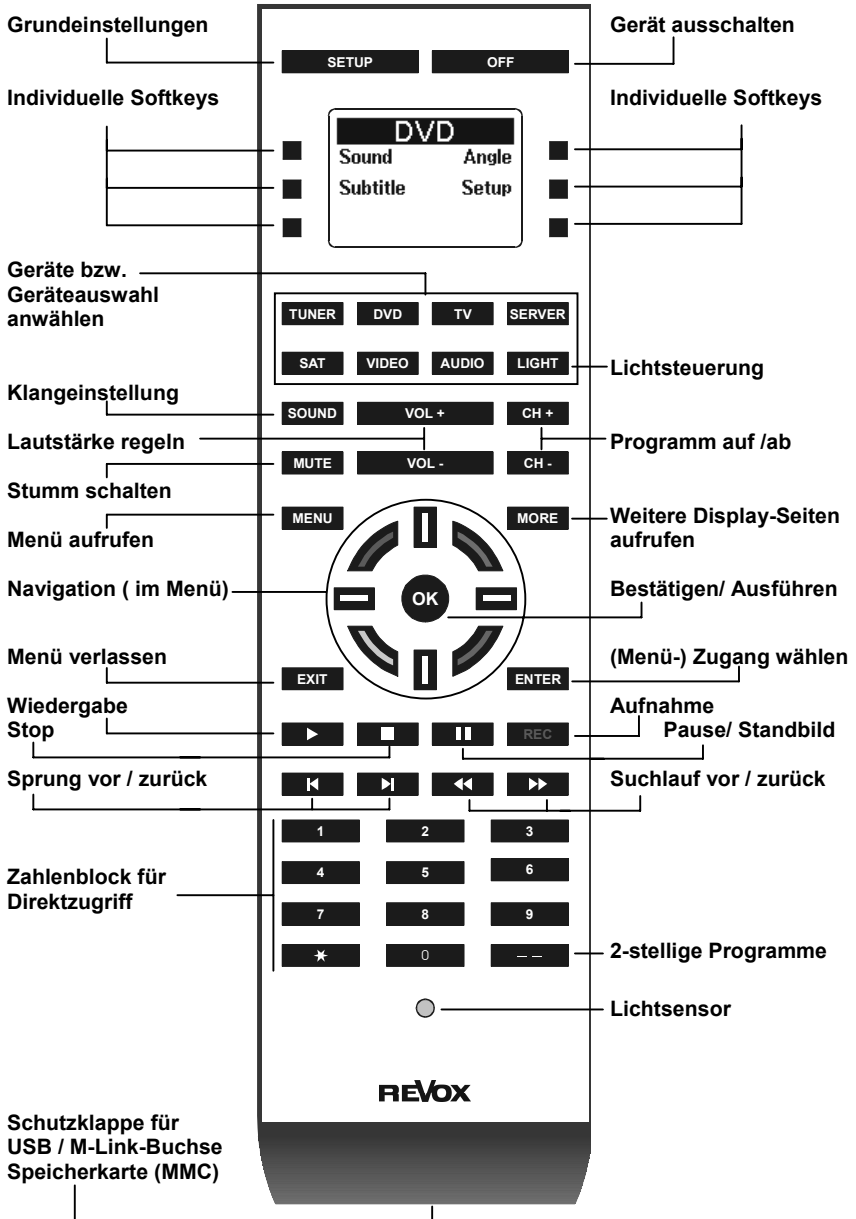 Grundeinstellungen
Gerät ausschalten
SETUP
OFF
Individuelle Softkeys
Individuelle Softkeys
DVD
Sound Angle
Subtitle Setup
Geräte bzw.
Geräteauswahl
anwählen
TUNER DVD TV SERVER
SAT VIDEO AUDIO LIGHT
Lichtsteuerung
Klangeinstellung
SOUND VOL + CH +
Lautstärke regeln
Programm auf /ab
MUTE VOL - CH -
Stumm schalten
MENU MORE
Menü aufrufen
Weitere Display-Seiten
aufrufen
Navigation ( im Menü)
OK
Bestätigen/ Ausführen
Menü verlassen
(Menü-) Zugang wählen
EXIT ENTER
Wiedergabe
Aufnahme
Stop
Pause/ Standbild
REC
Sprung vor / zurück
Suchlauf vor / zurück
1 2 3
Zahlenblock für
Direktzugriff
4 5 6
7 8 9
0 – –
2-stellige Programme
Lichtsensor
REVOX
Schutzklappe für
USB / M-Link-Buchse
Speicherkarte (MMC)